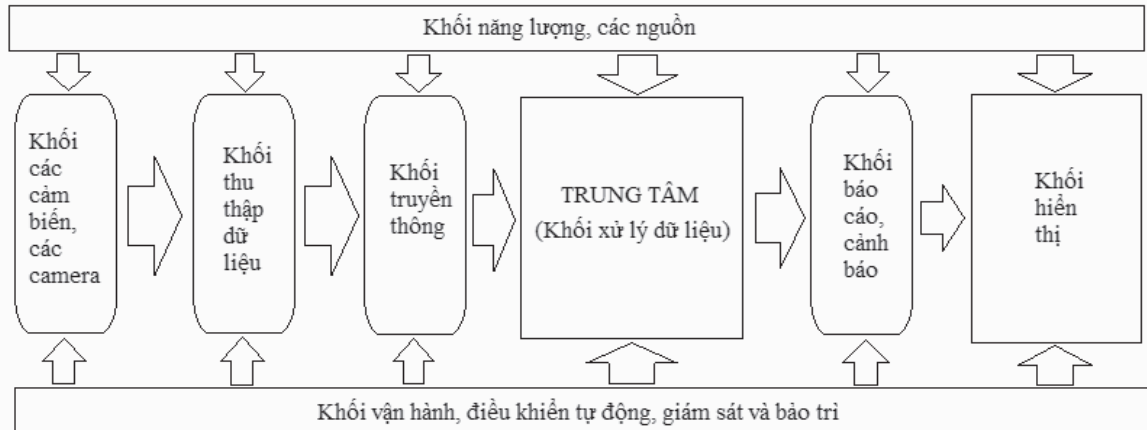 Khối năng lượng, các nguồn
Khối
các
cảm
biến,
các
camera
Khối
thu
thập
dữ
liệu
Khối
truyền
thông
TRUNG TÂM
(Khối xử lý dữ liệu)
Khối
báo
cáo,
cảnh
báo
Khối
hiển
thị
Khối vận hành, điều khiển tự động, giám sát và bảo trì